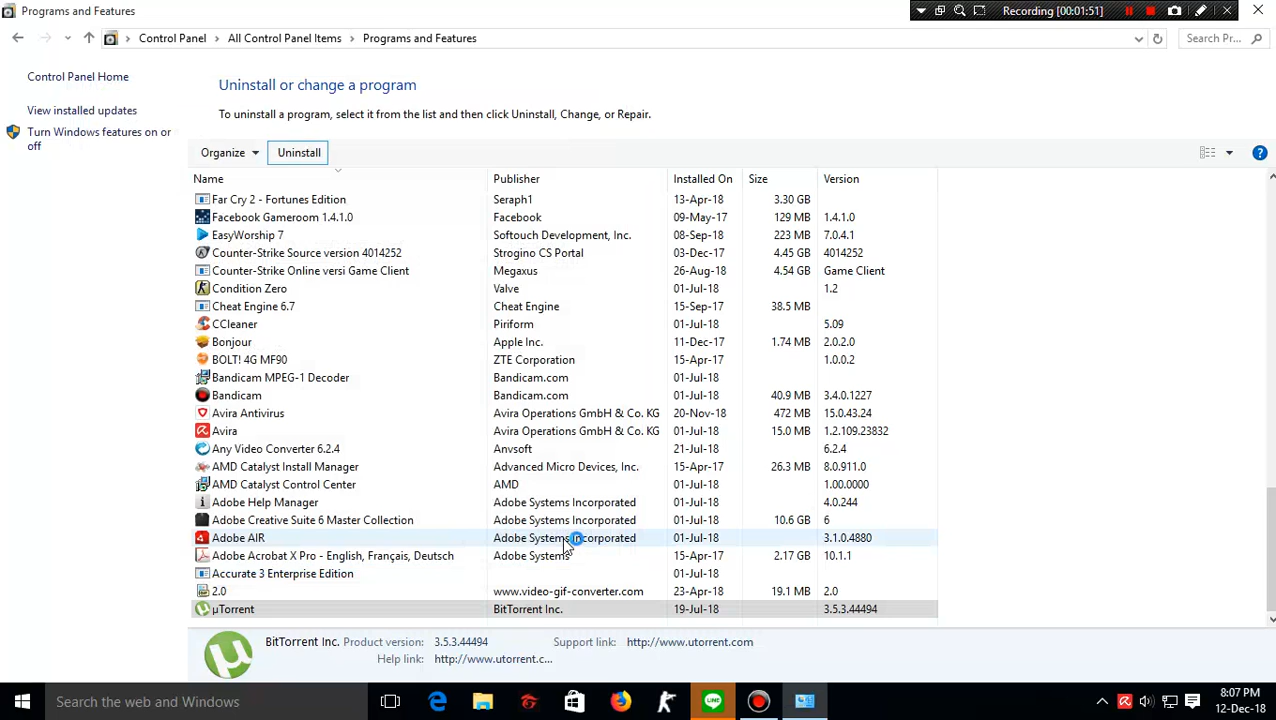 Programs and Features
Recording [00:01:51]
Control Panel > All Control Panel Items > Programs and Features
Search Pr...
Control Panel Home
View installed updates
Turn Windows features on or
off
Uninstall or change a program
To uninstall a program, select it from the list and then click Uninstall, Change, or Repair.
Organize Uninstall
Name Publisher Installed On Size Version
Far Cry 2 - Fortunes Edition Seraph1 13-Apr-18 3.30 GB
Facebook Gameroom 1.4.1.0 Facebook 09-May-17 129 MB 1.4.1.0
EasyWorship 7 Softouch Development, Inc. 08-Sep-18 223 MB 7.0.4.1
Counter-Strike Source version 4014252 Strogino CS Portal 03-Dec-17 4.45 GB 4014252
Counter-Strike Online versi Game Client Megaxus 26-Aug-18 4.54 GB Game Client
Condition Zero Valve 01-Jul-18 1.2
Cheat Engine 6.7 Cheat Engine 15-Sep-17 38.5 MB
CCleaner Piriform 01-Jul-18 5.09
Bonjour Apple Inc. 11-Dec-17 1.74 MB 2.0.2.0
BOLT! 4G MF90 ZTE Corporation 15-Apr-17 1.0.0.2
Bandicam MPEG-1 Decoder Bandicam.com 01-Jul-18
Bandicam Bandicam.com 01-Jul-18 40.9 MB 3.4.0.1227
Avira Antivirus Avira Operations GmbH & Co. KG 20-Nov-18 472 MB 15.0.43.24
Avira Avira Operations GmbH & Co. KG 01-Jul-18 15.0 MB 1.2.109.23832
Any Video Converter 6.2.4 Anvsoft 21-Jul-18 6.2.4
AMD Catalyst Install Manager Advanced Micro Devices, Inc. 15-Apr-17 26.3 MB 8.0.911.0
AMD Catalyst Control Center AMD 01-Jul-18 1.00.0000
Adobe Help Manager Adobe Systems Incorporated 01-Jul-18 4.0.244
Adobe Creative Suite 6 Master Collection Adobe Systems Incorporated 01-Jul-18 10.6 GB 6
Adobe AIR Adobe Systems Incorporated 01-Jul-18 3.1.0.4880
Adobe Acrobat X Pro - English, Français, Deutsch Adobe Systems 15-Apr-17 2.17 GB 10.1.1
Accurate 3 Enterprise Edition 01-Jul-18
2.0 www.video-gif-converter.com 23-Apr-18 19.1 MB 2.0
µTorrent BitTorrent Inc. 19-Jul-18 3.5.3.44494
BitTorrent Inc. Product version: 3.5.3.44494 Support link: http://www.utorrent.com
Help link: http://www.utorrent.c...
Search the web and Windows
LINE
8:07 PM
12-Dec-18